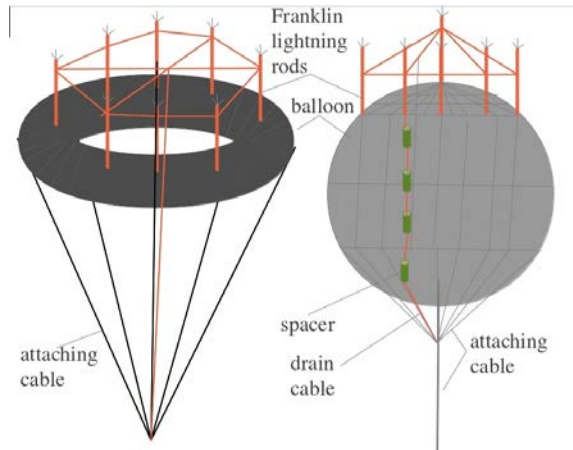 Franklin
lightning
rods
balloon
spacer
drain
cable
attaching
cable
attaching
cable